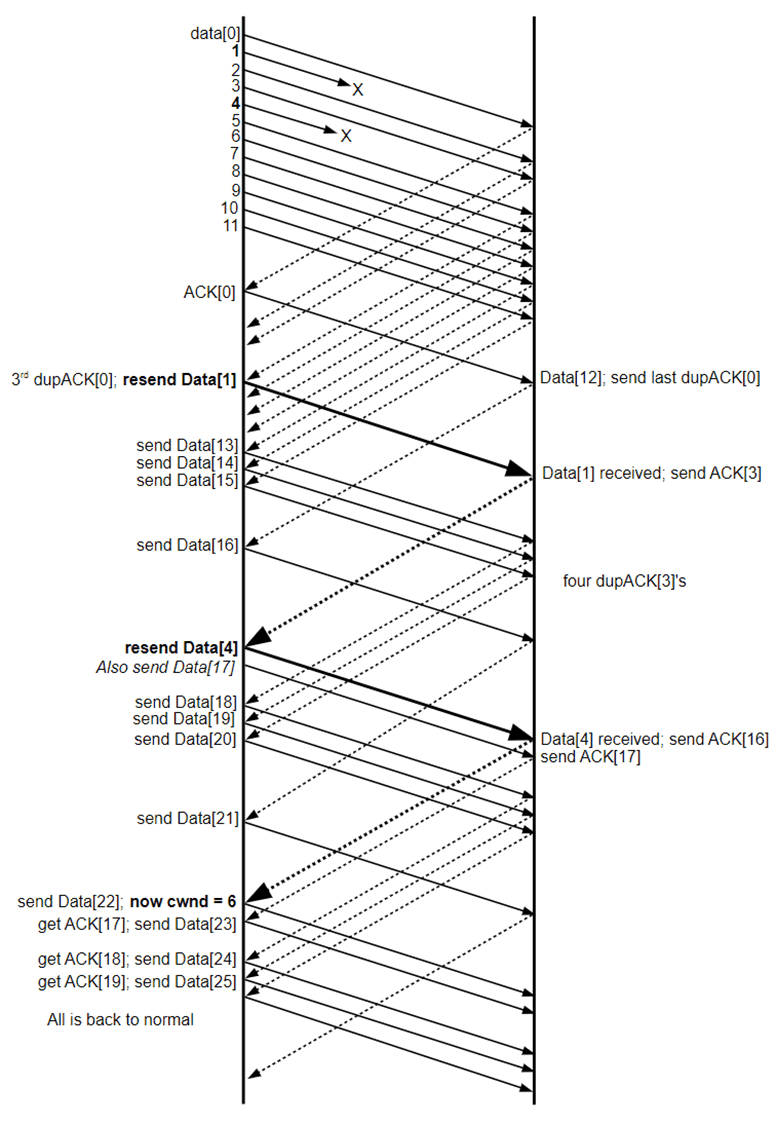 data[0]
1
X
2
3
4
X
5
6
7
8
9
10
11
ACK[0]
3rd dupACK[0]; resend Data[1]
Data[12]; send last dupACK[0]
send Data[13]
send Data[14]
send Data[15]
Data[1] received; send ACK[3]
send Data[16]
four dupACK[3]'s
resend Data[4]
Also send Data[17]
send Data[18]
send Data[19]
send Data[20]
Data[4] received; send ACK[16]
send ACK[17]
send Data[21]
send Data[22]; now cwnd = 6
get ACK[17]; send Data[23]
get ACK[18]; send Data[24]
get ACK[19]; send Data[25]
All is back to normal